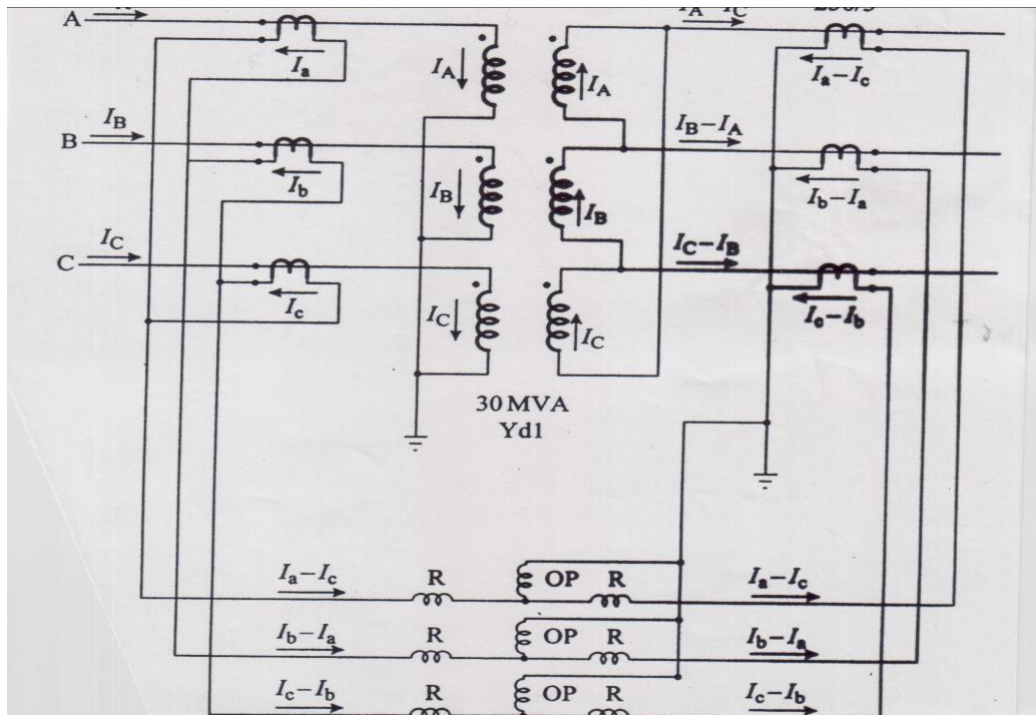 A
I_A – I_C
250/5
I_a
I_A
I_A
I_a – I_c
I_B
B
I_B – I_A
I_b
I_B
I_B
I_b – I_a
I_C
C
I_C – I_B
I_c
I_C
I_C
I_c – I_b
30 MVA
Yd1
I_a – I_c
R
OP
R
I_a – I_c
I_b – I_a
R
OP
R
I_b – I_a
I_c – I_b
R
OP
R
I_c – I_b